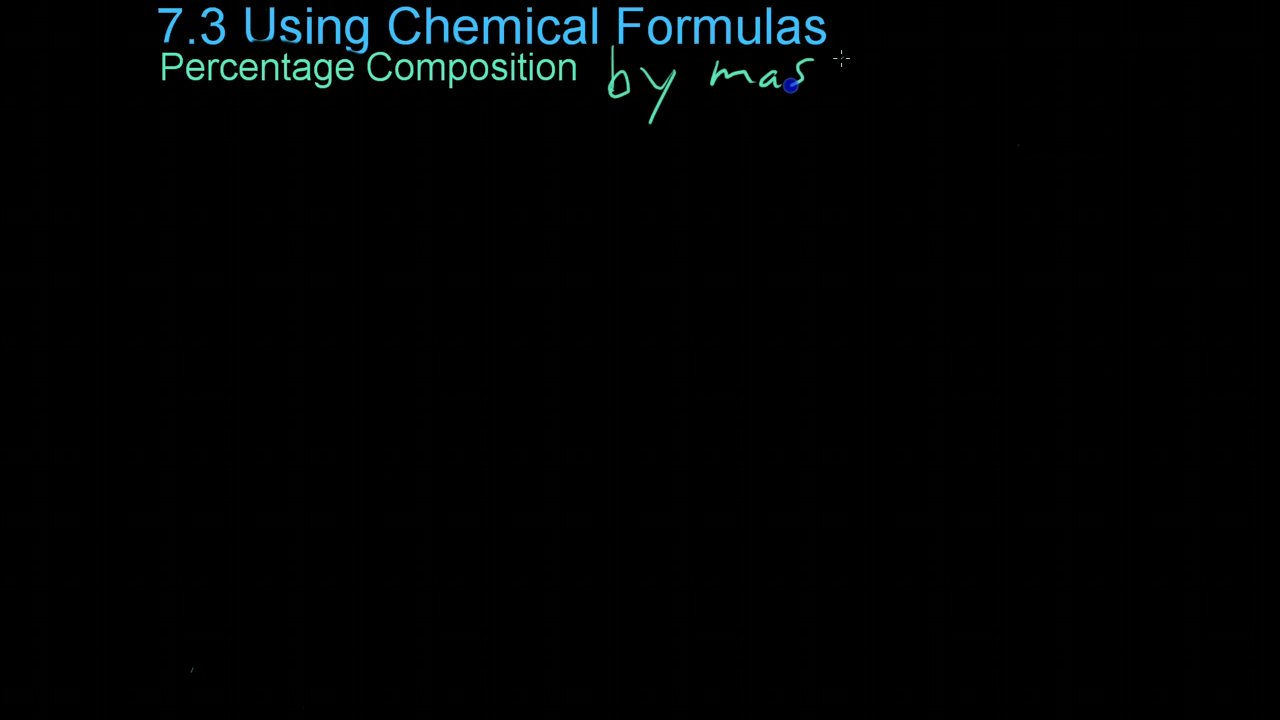 7.3 Using Chemical Formulas
Percentage Composition by mas